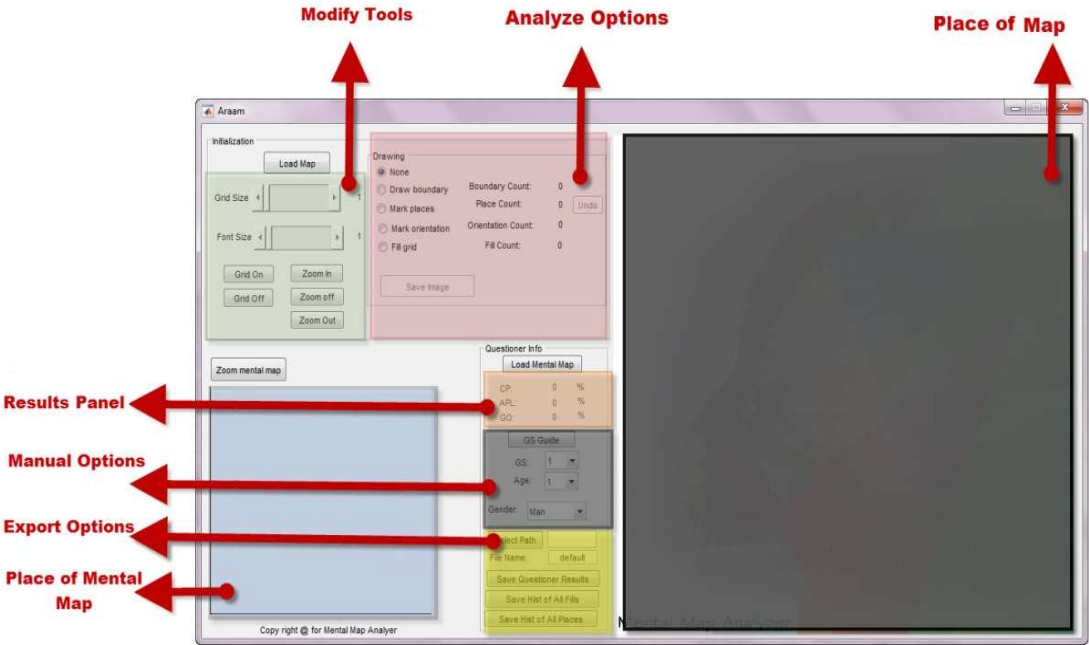 Modify Tools
Analyze Options
Place of Map
Araam
Initialization
Load Map
Grid Size
1
Font Size
1
Grid On
Zoom In
Grid Off
Zoom off
Zoom Out
Drawing
None
Draw boundary
Boundary Count: 0
Mark places
Place Count: 0
Undo
Mark orientation
Orientation Count: 0
Fill grid
Fill Count: 0
Save Image
Zoom mental map
Questioner Info
Load Mental Map
CP: 0 %
APL: 0 %
GO: 0 %
GS Guide
GS: 1
Age: 1
Gender: Man
elect Path
File Name: default
Save Questioner Results
Save Hist of All Fills
Save Hist of All Places
Results Panel
Manual Options
Export Options
Place of Mental
Map
Copy right @ for Mental Map Analyer
Mental Map Analyzer